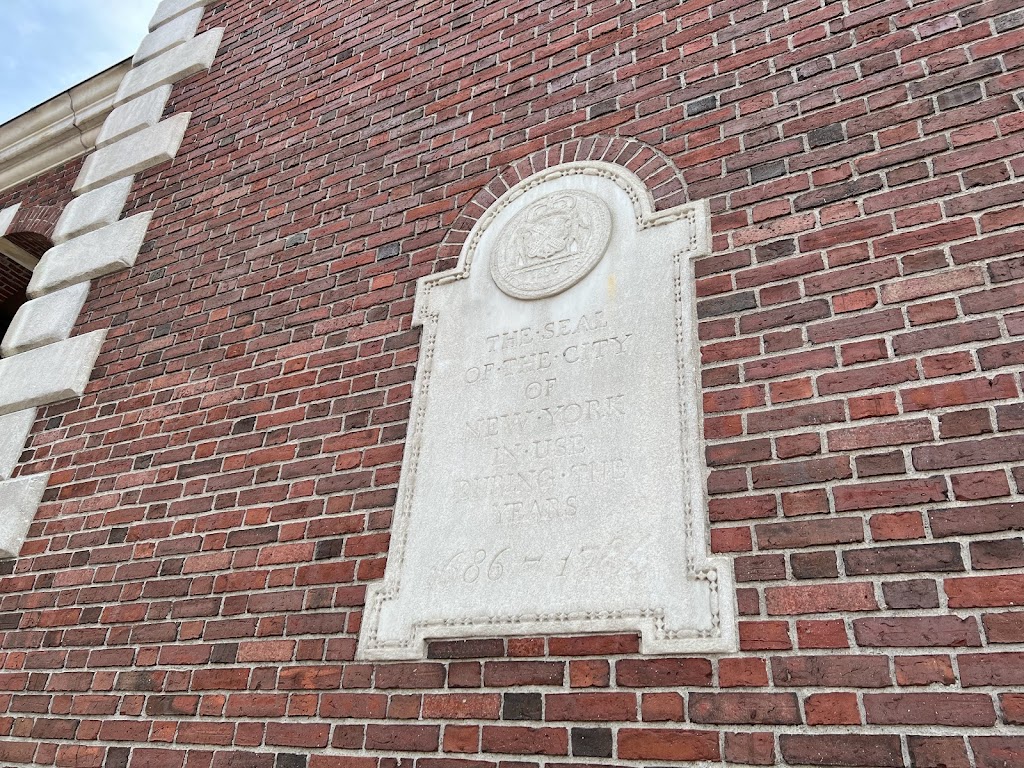 THE·SEAL
OF·THE·CITY
OF
NEW·YORK
IN·USE
DURING·THE
YEARS